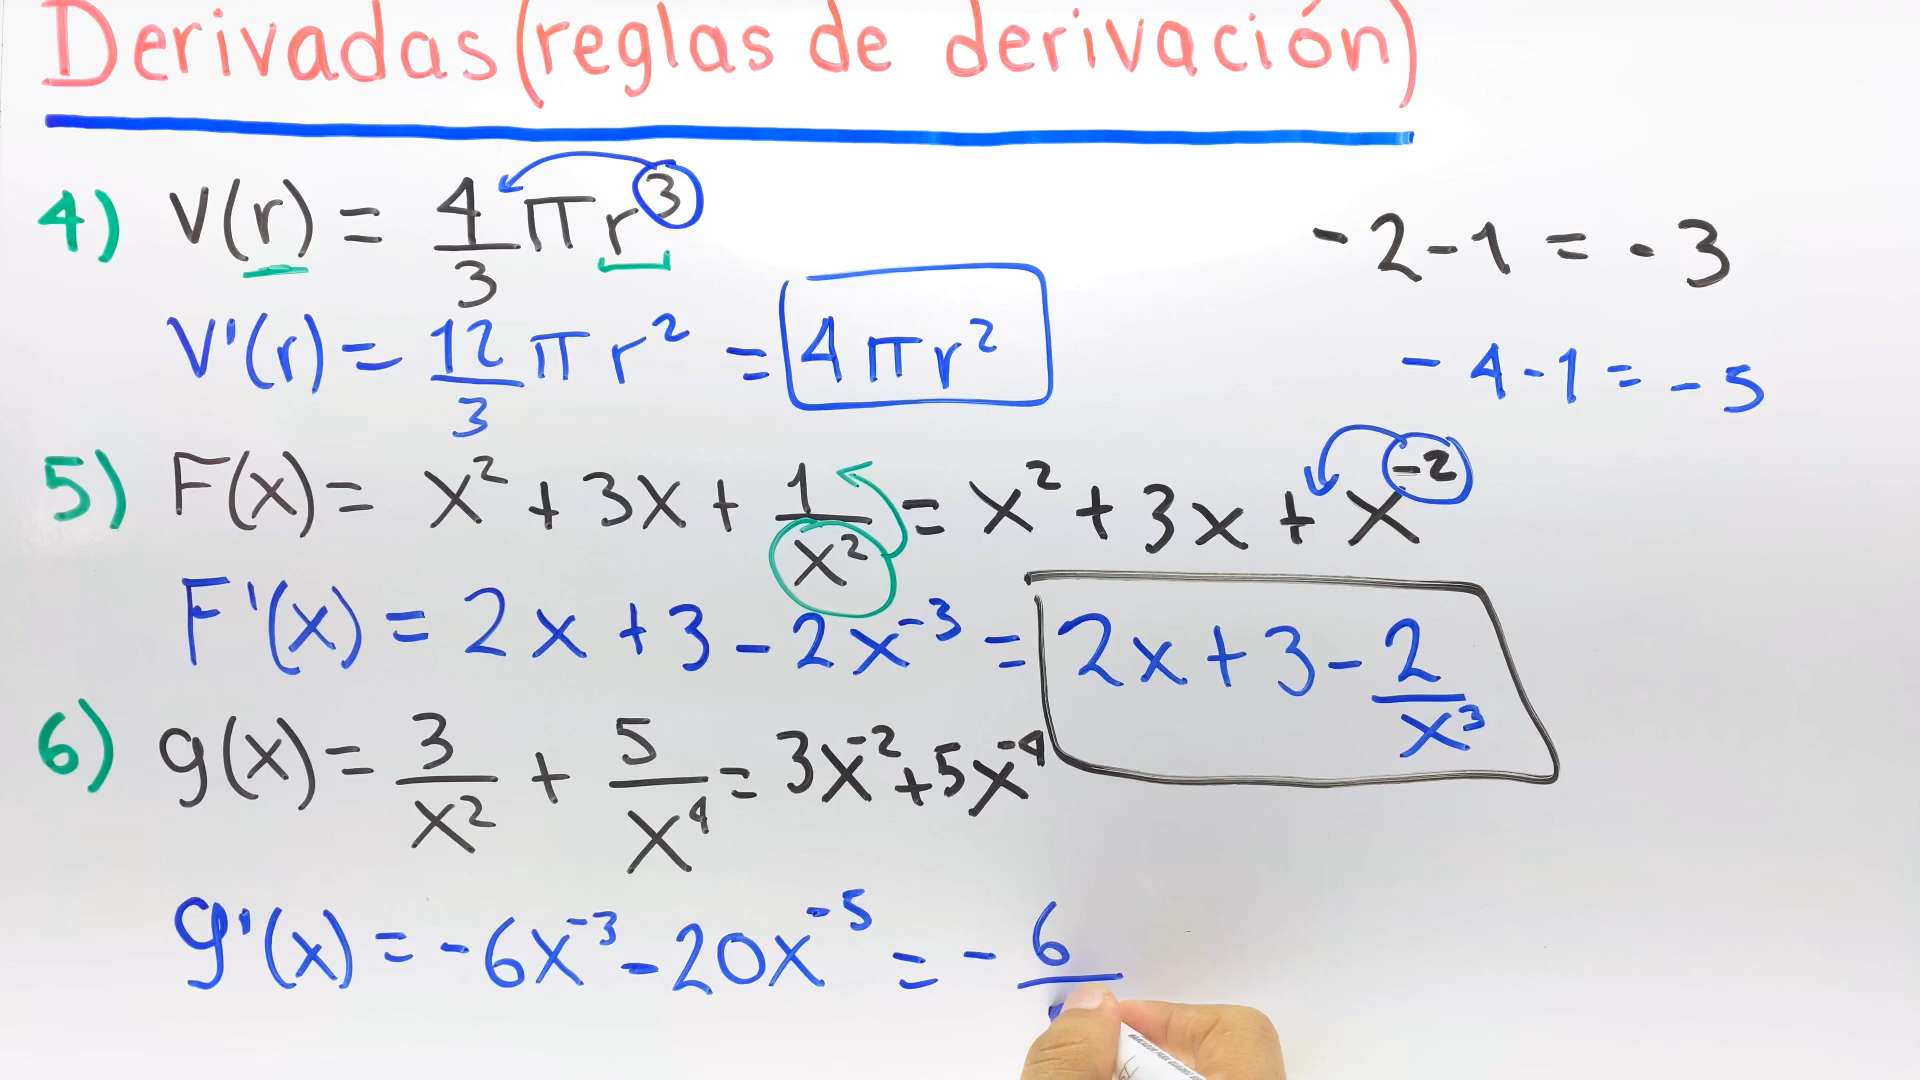 Derivadas (reglas de derivación)
4) V(r) = 4/3 πr³
-2-1 = -3
V'(r) = 12/3 πr² = 4πr²
-4-1 = -5
5) F(x) = x² + 3x + 1/x² = x² + 3x + x⁻²
F'(x) = 2x + 3 - 2x⁻³ = 2x + 3 - 2/x³
6) g(x) = 3/x² + 5/x⁴ = 3x⁻² + 5x⁻⁴
g'(x) = -6x⁻³ - 20x⁻⁵ = - 6/